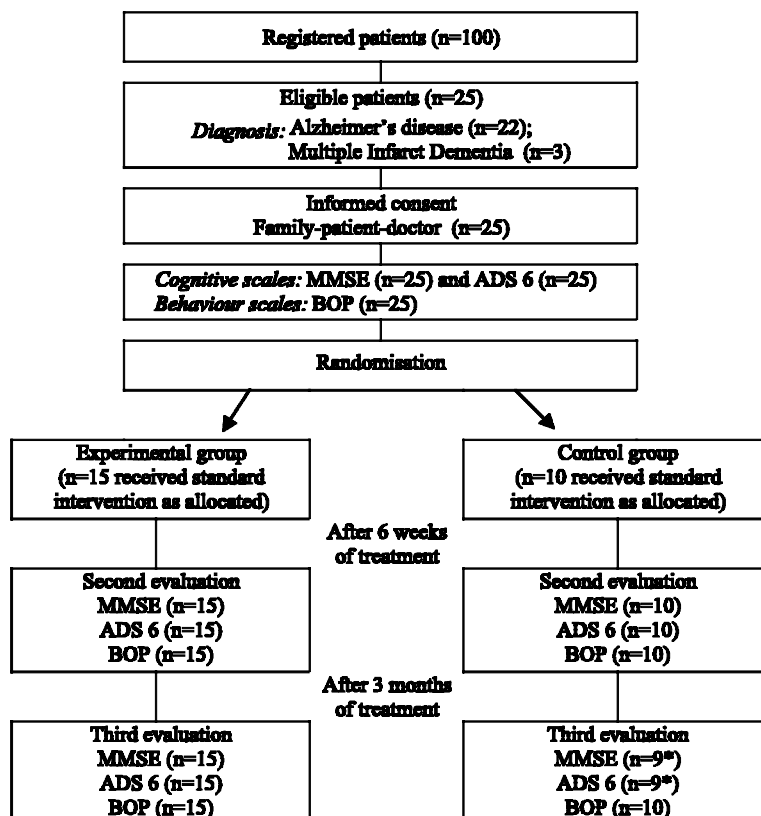 Registered patients (n=100)
Eligible patients (n=25)
Diagnosis: Alzheimer's disease (n=22);
Multiple Infarct Dementia (n=3)
Informed consent
Family-patient-doctor (n=25)
Cognitive scales: MMSE (n=25) and ADS 6 (n=25)
Behaviour scales: BOP (n=25)
Randomisation
Experimental group
(n=15 received standard
intervention as allocated)
Control group
(n=10 received standard
intervention as allocated)
After 6 weeks
of treatment
Second evaluation
MMSE (n=15)
ADS 6 (n=15)
BOP (n=15)
Second evaluation
MMSE (n=10)
ADS 6 (n=10)
BOP (n=10)
After 3 months
of treatment
Third evaluation
MMSE (n=15)
ADS 6 (n=15)
BOP (n=15)
Third evaluation
MMSE (n=9*)
ADS 6 (n=9*)
BOP (n=10)